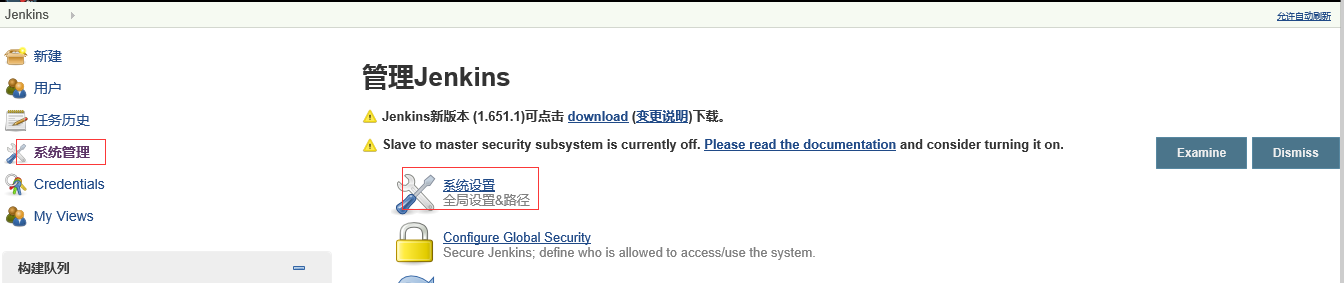 Jenkins
允许自动刷新
新建
用户
任务历史
系统管理
Credentials
My Views
构建队列
管理Jenkins
Jenkins新版本 (1.651.1)可点击 download (变更说明)下载。
Slave to master security subsystem is currently off. Please read the documentation and consider turning it on.
Examine
Dismiss
系统设置
全局设置&路径
Configure Global Security
Secure Jenkins; define who is allowed to access/use the system.